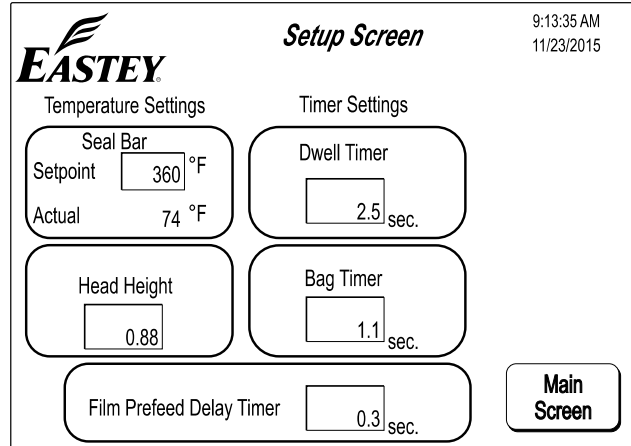 EASTEY®
Setup Screen
9:13:35 AM
11/23/2015
Temperature Settings
Seal Bar
Setpoint 360 °F
Actual 74 °F
Head Height
0.88
Timer Settings
Dwell Timer
2.5 sec.
Bag Timer
1.1 sec.
Film Prefeed Delay Timer 0.3 sec.
Main
Screen